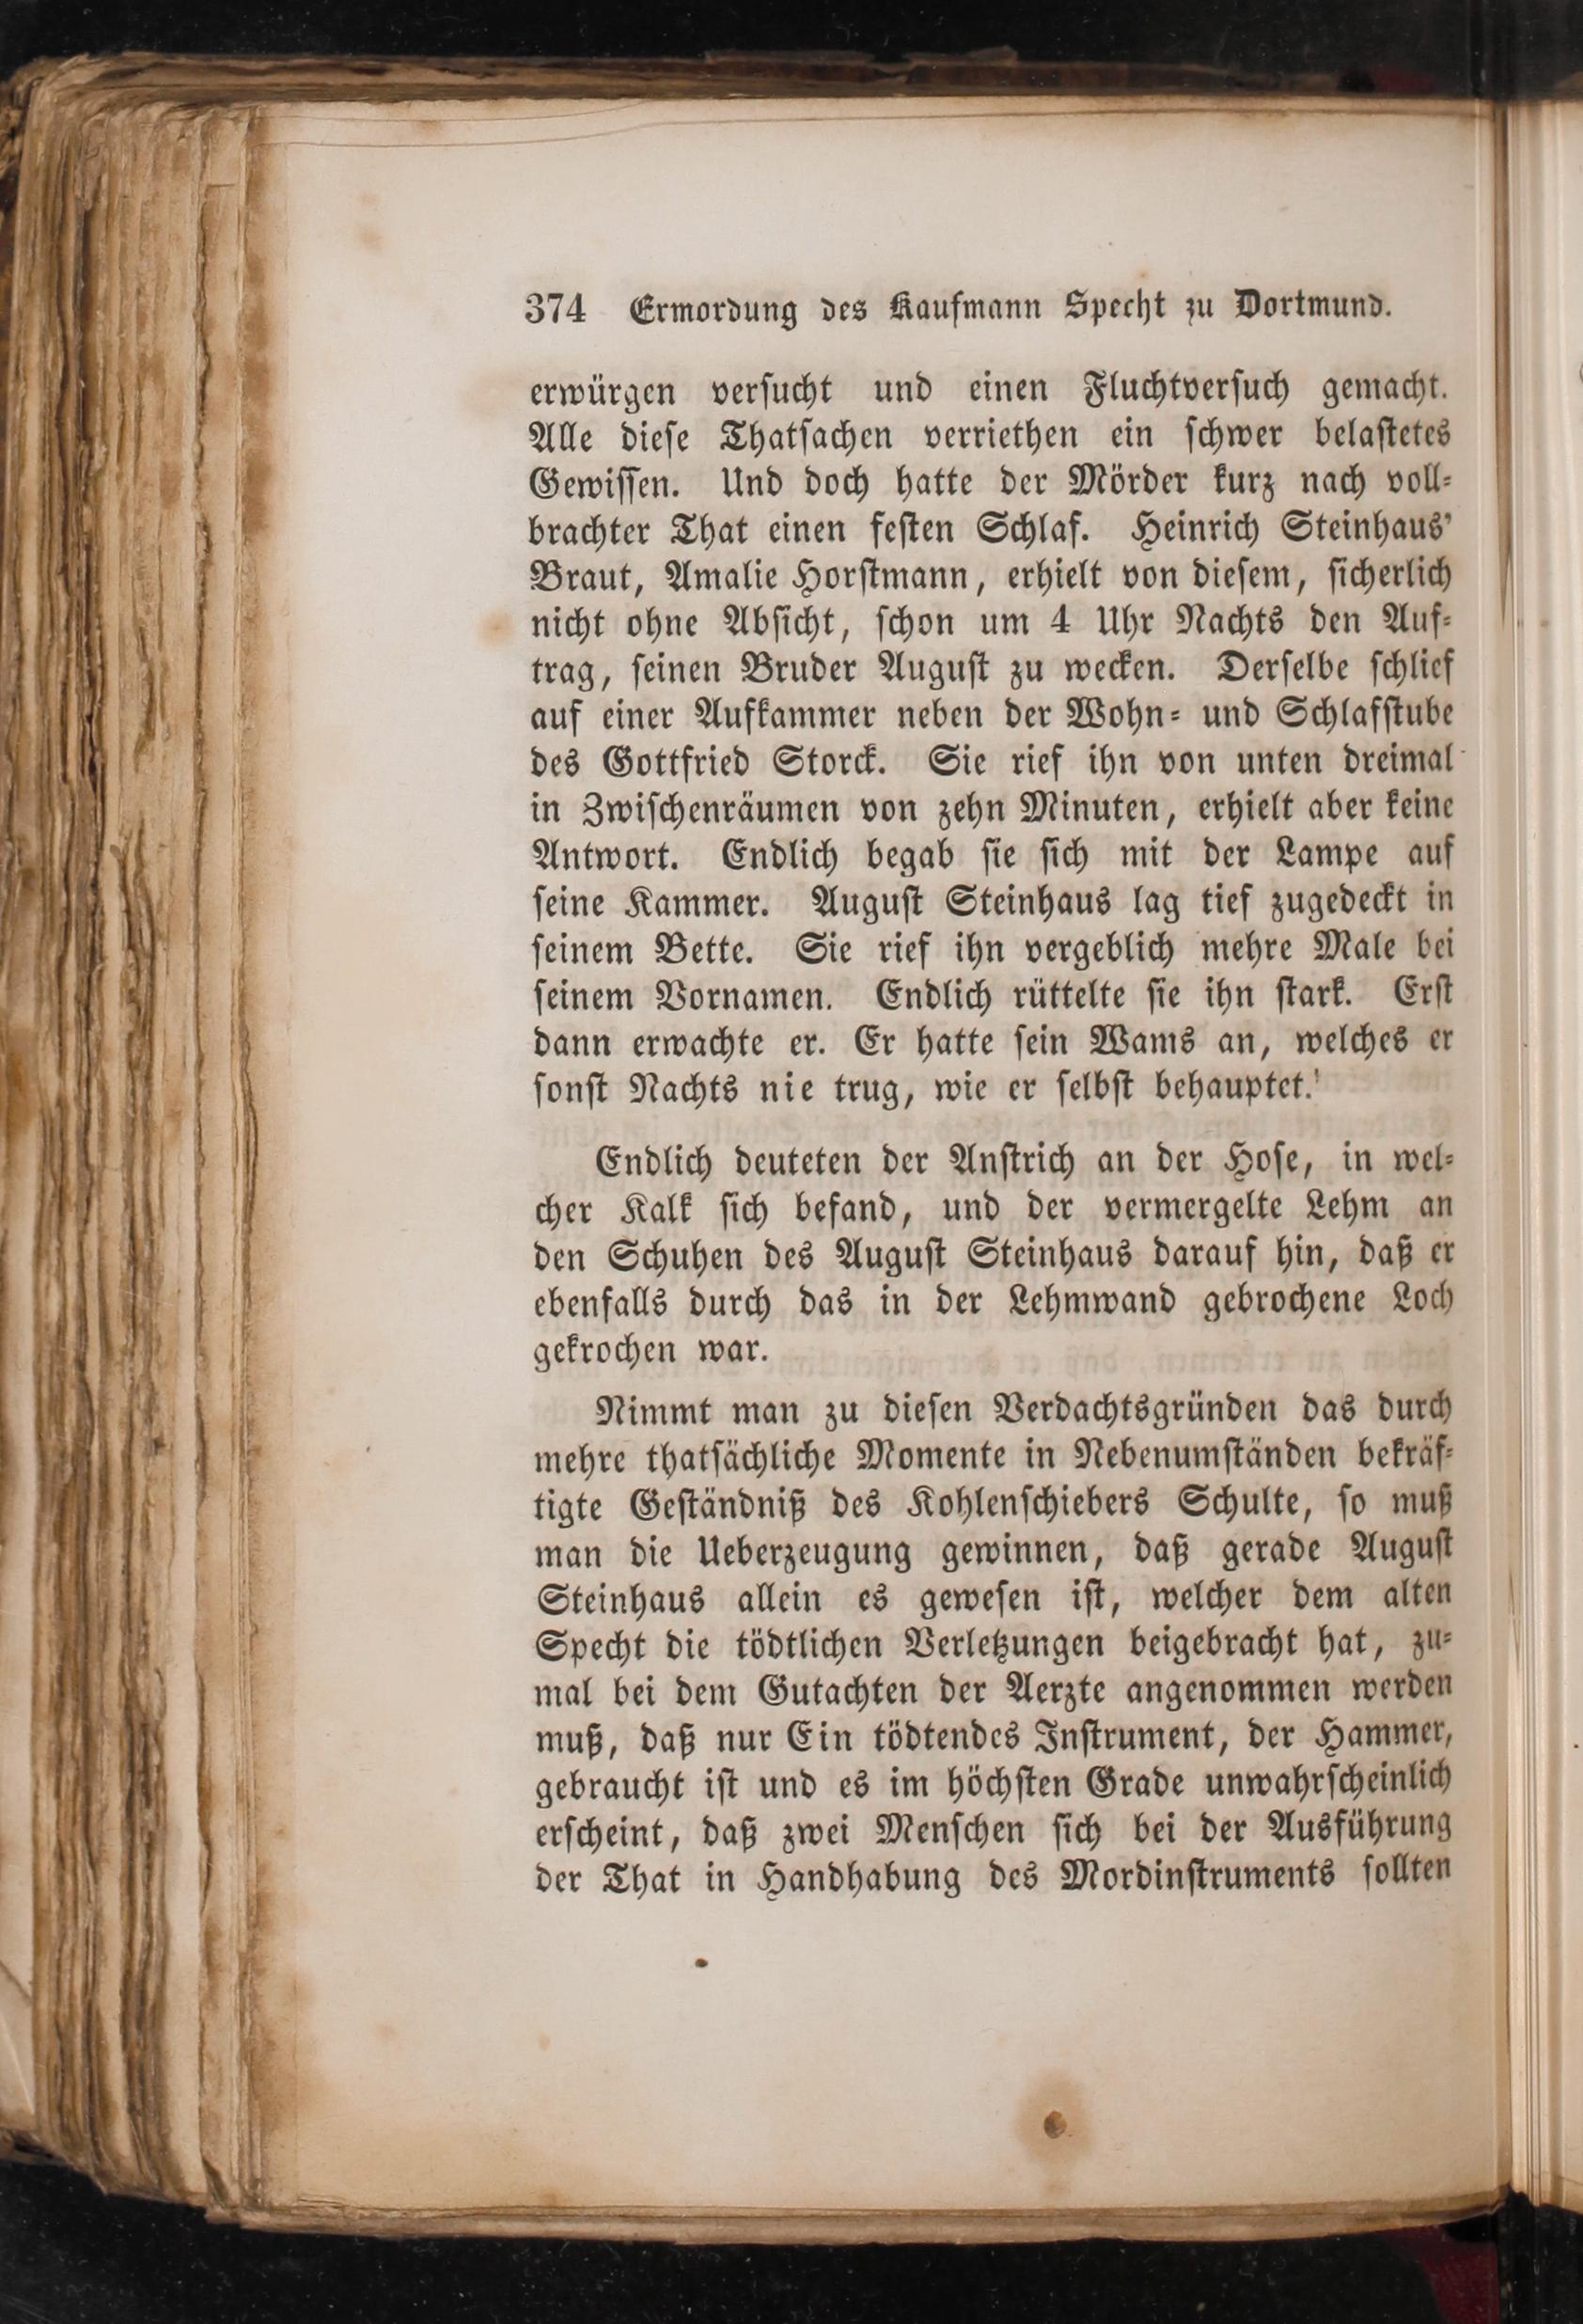 374 Ermordung des Kaufmann Specht zu Dortmund.
erwürgen versucht und einen Fluchtversuch gemacht.
Alle diese Thatsachen verriethen ein schwer belastetes
Gewissen. Und doch hatte der Mörder kurz nach voll-
brachter That einen festen Schlaf. Heinrich Steinhaus'
Braut, Amalie Horstmann, erhielt von diesem, sicherlich
nicht ohne Absicht, schon um 4 Uhr Nachts den Auf-
trag, seinen Bruder August zu wecken. Derselbe schlief
auf einer Aufkammer neben der Wohn- und Schlafstube
des Gottfried Storck. Sie rief ihn von unten dreimal
in Zwischenräumen von zehn Minuten, erhielt aber keine
Antwort. Endlich begab sie sich mit der Lampe auf
seine Kammer. August Steinhaus lag tief zugedeckt in
seinem Bette. Sie rief ihn vergeblich mehre Male bei
seinem Vornamen. Endlich rüttelte sie ihn stark. Erst
dann erwachte er. Er hatte sein Wams an, welches er
sonst Nachts nie trug, wie er selbst behauptet.
Endlich deuteten der Anstrich an der Hose, in wel-
cher Kalk sich befand, und der vermergelte Lehm an
den Schuhen des August Steinhaus darauf hin, daß er
ebenfalls durch das in der Lehmwand gebrochene Loch
gekrochen war.
Nimmt man zu diesen Verdachtsgründen das durch
mehre thatsächliche Momente in Nebenumständen bekräf-
tigte Geständniß des Kohlenschiebers Schulte, so muß
man die Ueberzeugung gewinnen, daß gerade August
Steinhaus allein es gewesen ist, welcher dem alten
Specht die tödtlichen Verletzungen beigebracht hat, zu-
mal bei dem Gutachten der Aerzte angenommen werden
muß, daß nur Ein tödtendes Instrument, der Hammer,
gebraucht ist und es im höchsten Grade unwahrscheinlich
erscheint, daß zwei Menschen sich bei der Ausführung
der That in Handhabung des Mordinstruments sollten